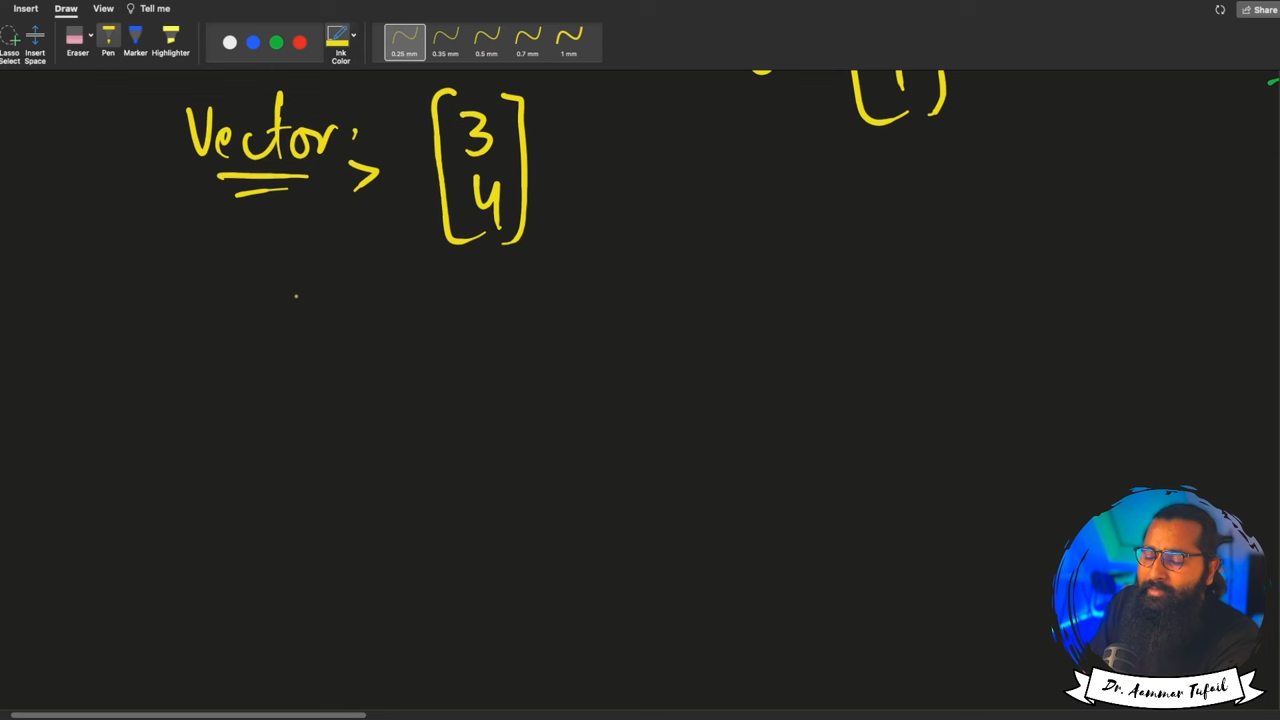 Insert Draw View Tell me
Share
Lasso Select
Insert Space
Eraser
Pen
Marker
Highlighter
Ink Color
0.25 mm
0.35 mm
0.5 mm
0.7 mm
1 mm
1
Vector: >
3
4
Dr. Aammar Tufail